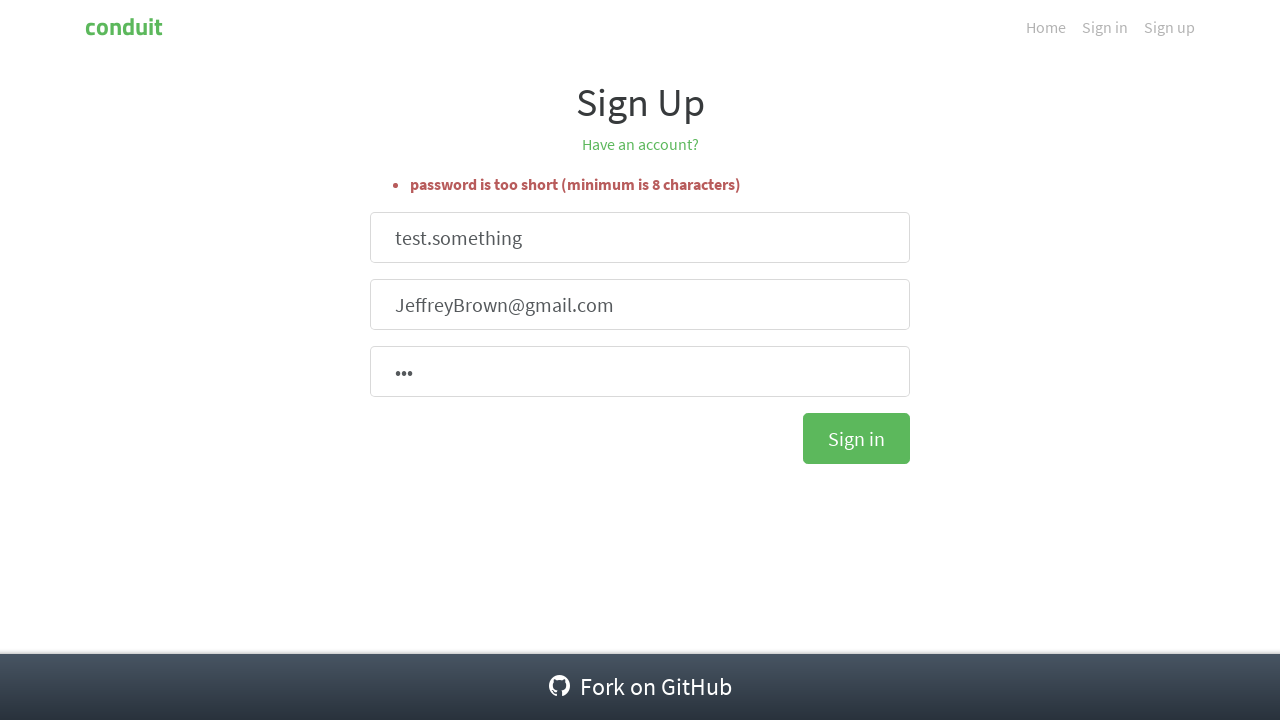 conduit
Home Sign in Sign up
Sign Up
Have an account?
• password is too short (minimum is 8 characters)
test.something
JeffreyBrown@gmail.com
•••
Sign in
Fork on GitHub